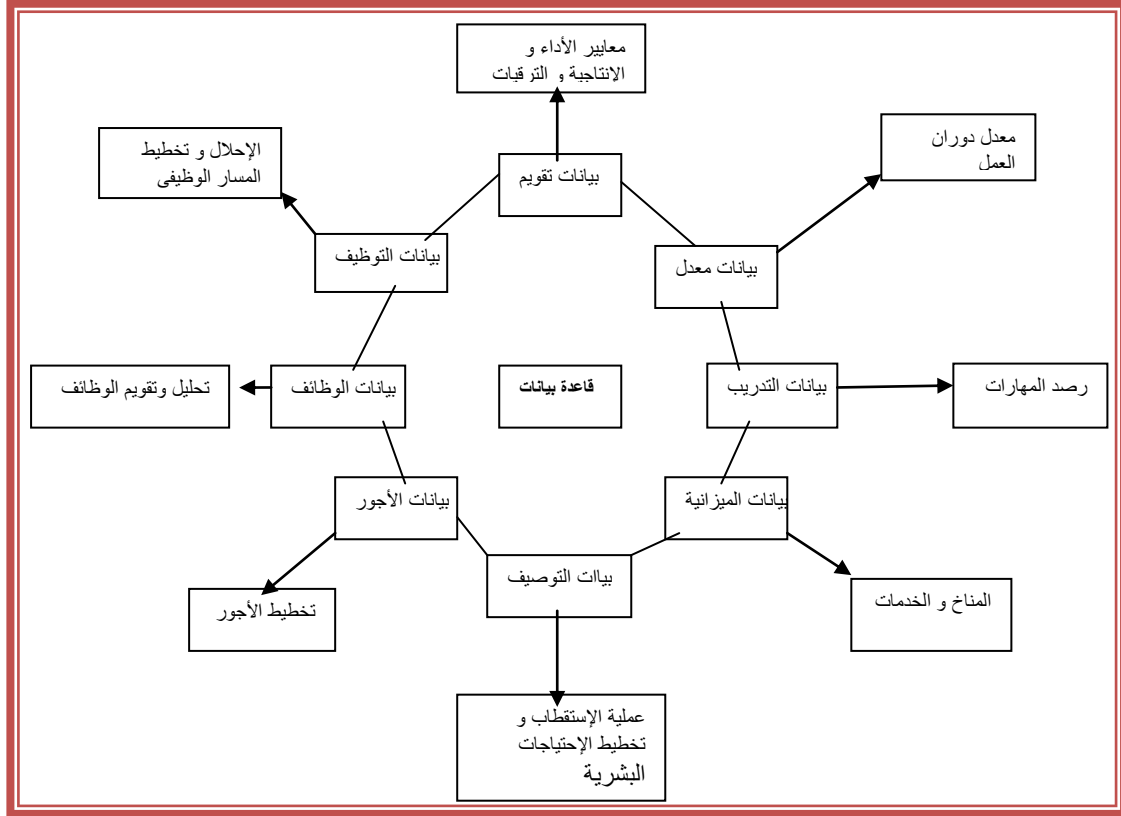 معايير الأداء و
الانتاجية و الترقيات
معدل دوران
العمل
الإحلال و تخطيط
المسار الوظيفي
بيانات تقويم
بيانات التوظيف
بيانات معدل
تحليل وتقويم الوظائف
بيانات الوظائف
قاعدة بيانات
بيانات التدريب
رصد المهارات
بيانات الأجور
بيانات الميزانية
بياات التوصيف
تخطيط الأجور
المناخ و الخدمات
عملية الإستقطاب و
تخطيط الإحتياجات
البشرية